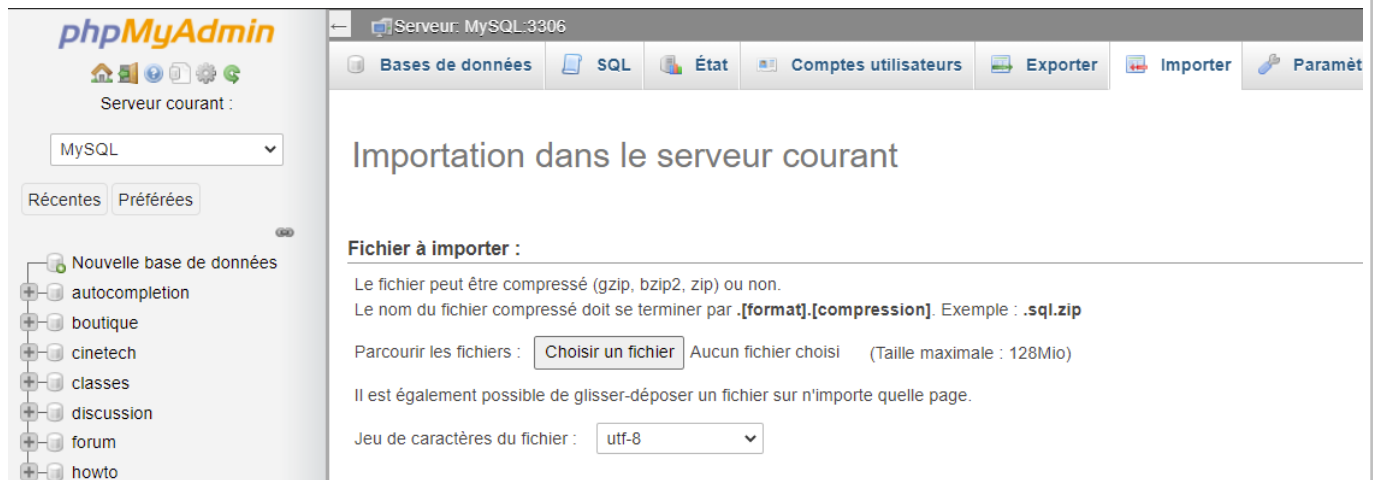 phpMyAdmin
Serveur courant :
MySQL
Récentes Préférées
Nouvelle base de données
autocompletion
boutique
cinetech
classes
discussion
forum
howto
Serveur: MySQL:3306
Bases de données SQL État Comptes utilisateurs Exporter Importer Paramèt
Importation dans le serveur courant
Fichier à importer :
Le fichier peut être compressé (gzip, bzip2, zip) ou non.
Le nom du fichier compressé doit se terminer par .[format].[compression]. Exemple : .sql.zip
Parcourir les fichiers : Choisir un fichier Aucun fichier choisi (Taille maximale : 128Mio)
Il est également possible de glisser-déposer un fichier sur n'importe quelle page.
Jeu de caractères du fichier : utf-8